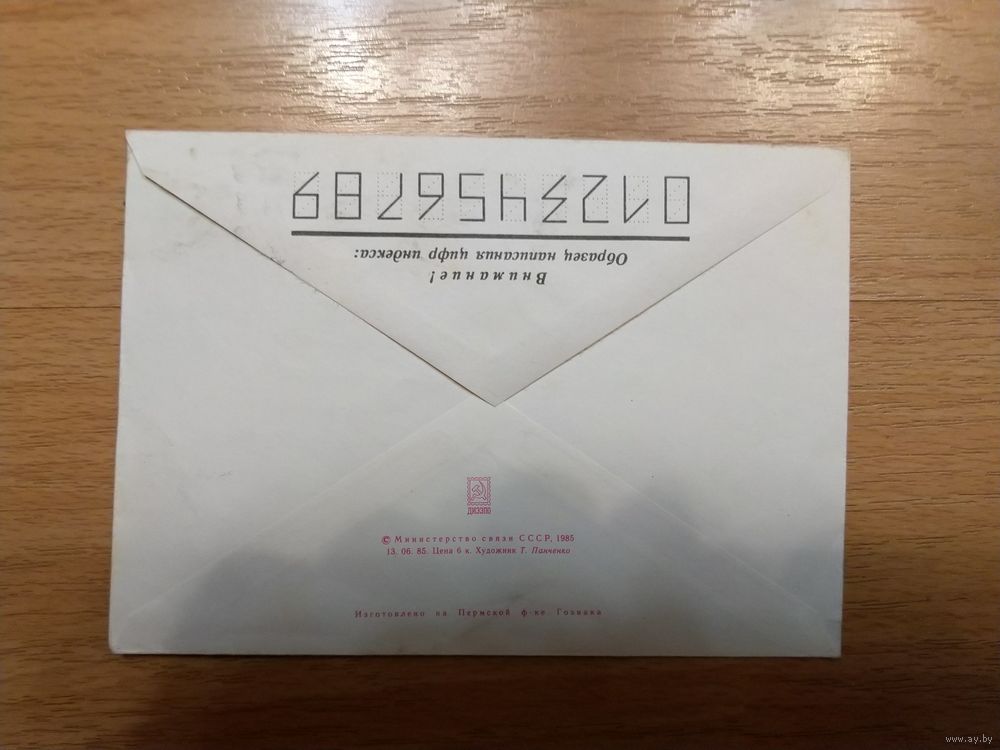 Внимание!
Образец написания цифр индекса:
0123456789
ДИЭЗПО
© Министерство связи СССР, 1985
13. 06. 85. Цена 6 к. Художник Г. Панченко
Изготовлено на Пермской ф-ке Гознака
www.ay.by